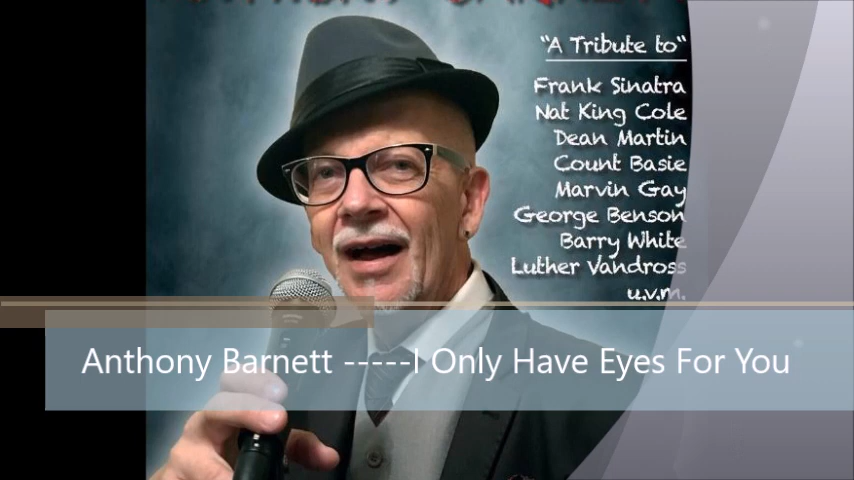 "A Tribute to"
Frank Sinatra
Nat King Cole
Dean Martin
Count Basie
Marvin Gay
George Benson
Barry White
Luther Vandross
u.v.m.
Anthony Barnett -----I Only Have Eyes For You